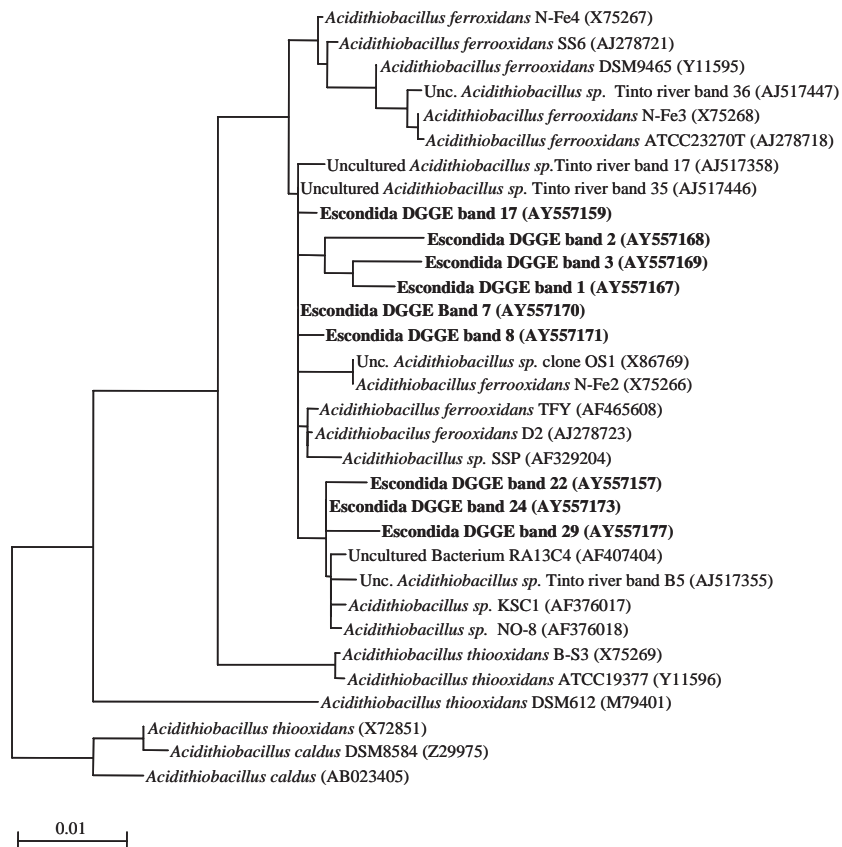 Acidithiobacillus ferroxidans N-Fe4 (X75267)
Acidithiobacillus ferrooxidans SS6 (AJ278721)
Acidithiobacillus ferrooxidans DSM9465 (Y11595)
Unc. Acidithiobacillus sp. Tinto river band 36 (AJ517447)
Acidithiobacillus ferrooxidans N-Fe3 (X75268)
Acidithiobacillus ferrooxidans ATCC23270T (AJ278718)
Uncultured Acidithiobacillus sp.Tinto river band 17 (AJ517358)
Uncultured Acidithiobacillus sp. Tinto river band 35 (AJ517446)
Escondida DGGE band 17 (AY557159)
Escondida DGGE band 2 (AY557168)
Escondida DGGE band 3 (AY557169)
Escondida DGGE band 1 (AY557167)
Escondida DGGE Band 7 (AY557170)
Escondida DGGE band 8 (AY557171)
Unc. Acidithiobacillus sp. clone OS1 (X86769)
Acidithiobacillus ferrooxidans N-Fe2 (X75266)
Acidithiobacillus ferrooxidans TFY (AF465608)
Acidithiobacilus ferooxidans D2 (AJ278723)
Acidithiobacillus sp. SSP (AF329204)
Escondida DGGE band 22 (AY557157)
Escondida DGGE band 24 (AY557173)
Escondida DGGE band 29 (AY557177)
Uncultured Bacterium RA13C4 (AF407404)
Unc. Acidithiobacillus sp. Tinto river band B5 (AJ517355)
Acidithiobacillus sp. KSC1 (AF376017)
Acidithiobacillus sp. NO-8 (AF376018)
Acidithiobacillus thiooxidans B-S3 (X75269)
Acidithiobacillus thiooxidans ATCC19377 (Y11596)
Acidithiobacillus thiooxidans DSM612 (M79401)
Acidithiobacillus thiooxidans (X72851)
Acidithiobacillus caldus DSM8584 (Z29975)
Acidithiobacillus caldus (AB023405)
0.01